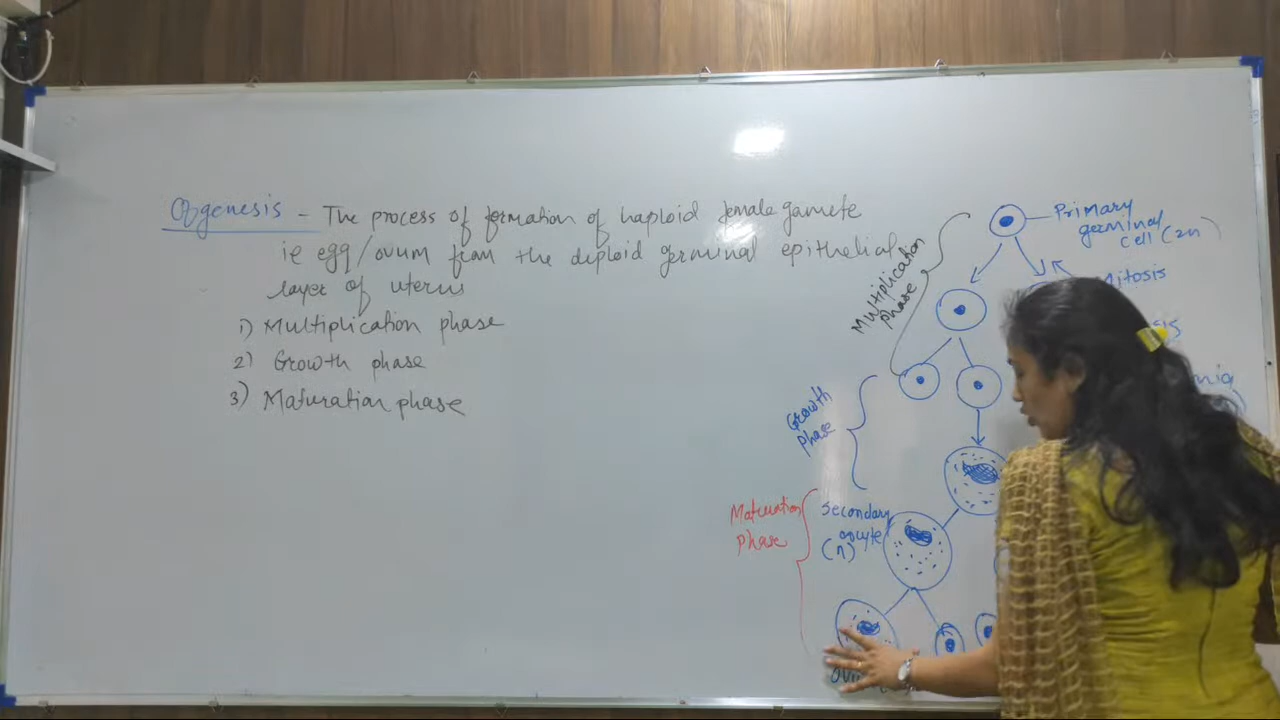 Oogenesis - The process of formation of haploid female gamete
ie egg/ovum from the diploid germinal epithelial
layer of uterus
1) Multiplication phase
2) Growth phase
3) Maturation phase
Primary
germinal
cell (2n)
Mitosis
Multiplication
phase
Growth
phase
Maturation
phase
Secondary
oocyte
(n)